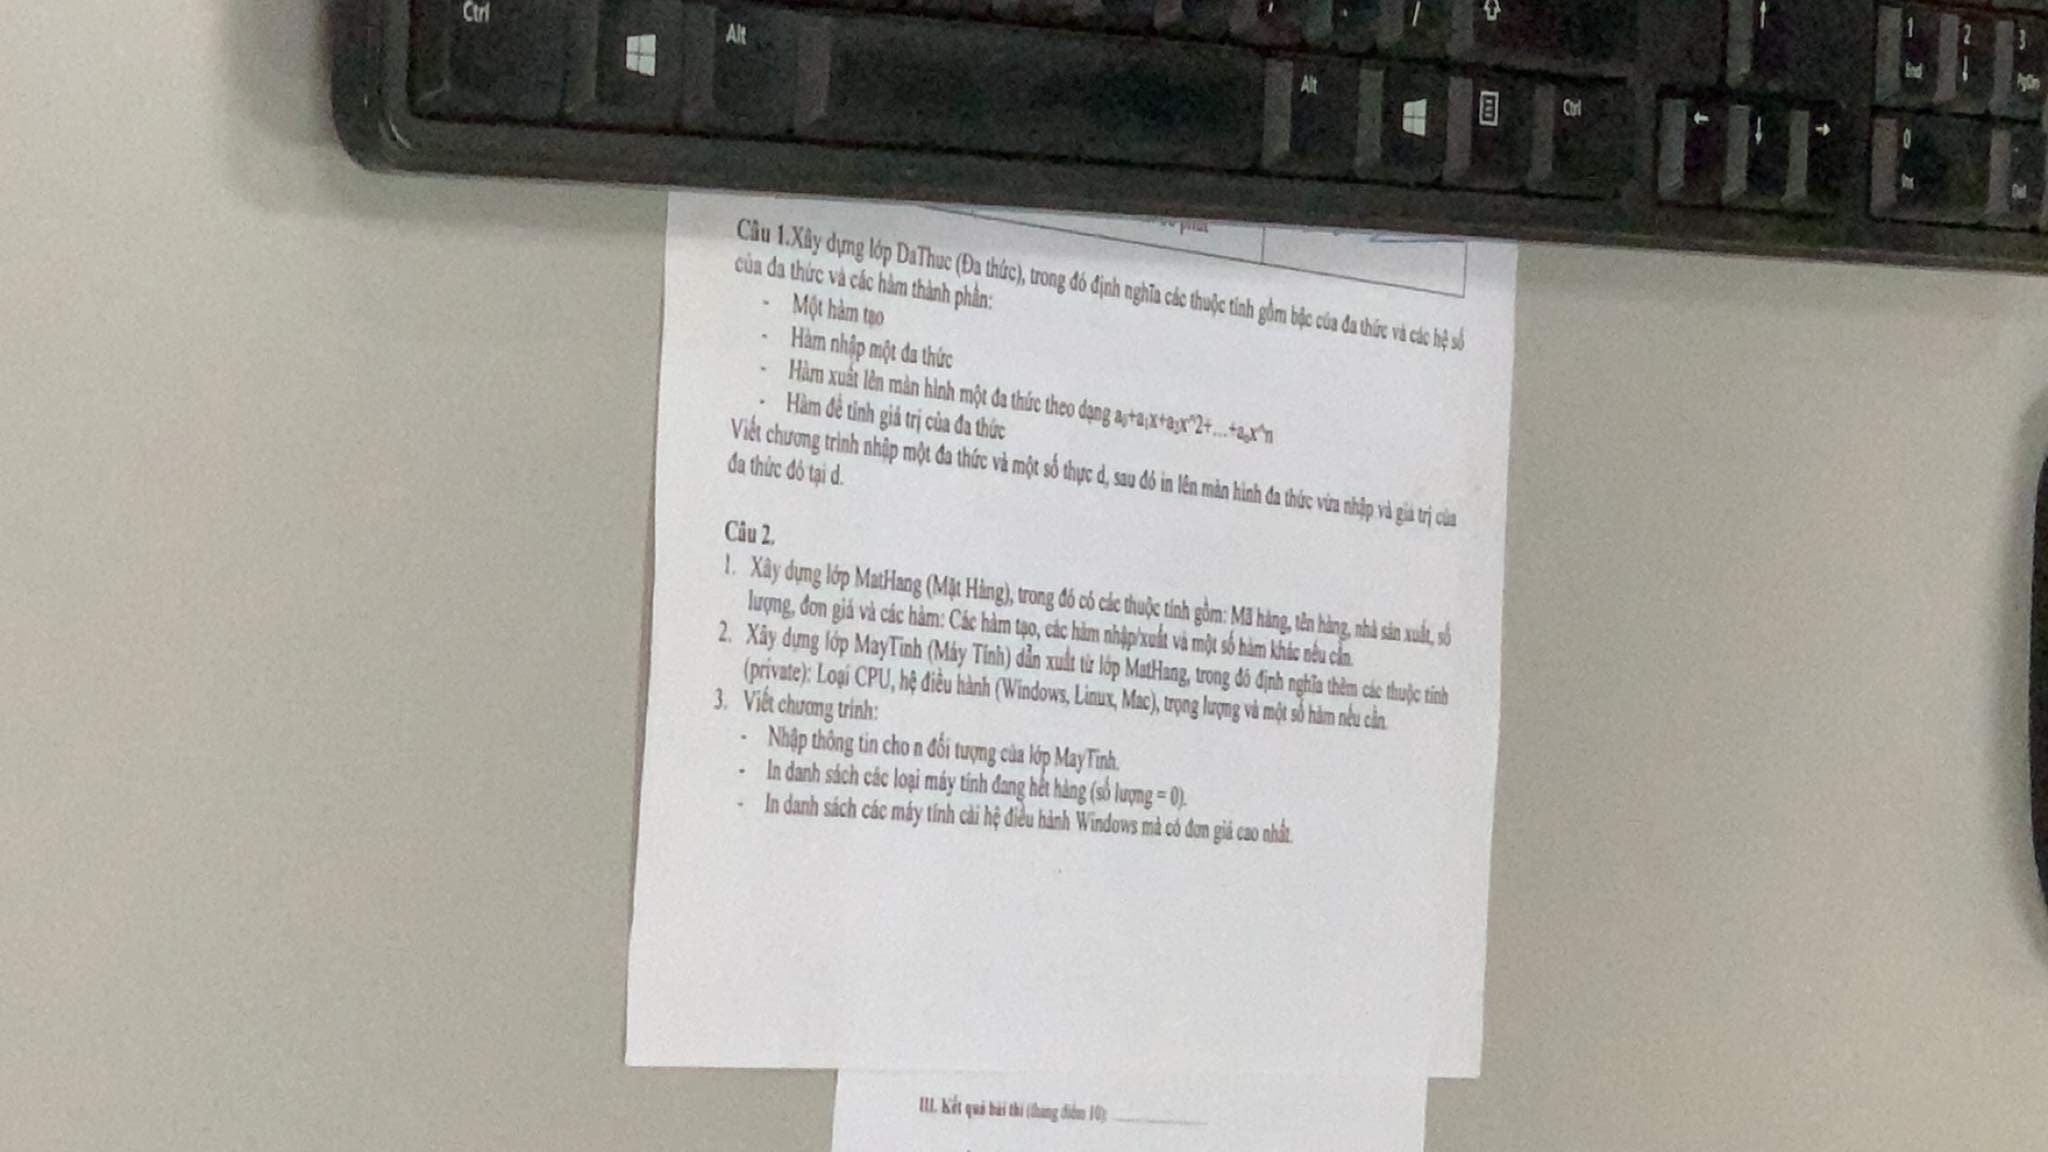 Ctrl
Alt
Alt
Ctrl
1 End
2
3 PgDn
0 Ins
. Del
phút
Câu 1.Xây dựng lớp DaThuc (Đa thức), trong đó định nghĩa các thuộc tính gồm bậc của đa thức và các hệ số
của đa thức và các hàm thành phần:
- Một hàm tạo
- Hàm nhập một đa thức
- Hàm xuất lên màn hình một đa thức theo dạng a₀+a₁x+a₂x^2+…+aₙx^n
- Hàm để tính giá trị của đa thức
Viết chương trình nhập một đa thức và một số thực d, sau đó in lên màn hình đa thức vừa nhập và giá trị của
đa thức đó tại d.
Câu 2.
1. Xây dựng lớp MatHang (Mặt Hàng), trong đó có các thuộc tính gồm: Mã hàng, tên hàng, nhà sản xuất, số
lượng, đơn giá và các hàm: Các hàm tạo, các hàm nhập/xuất và một số hàm khác nếu cần.
2. Xây dựng lớp MayTinh (Máy Tính) dẫn xuất từ lớp MatHang, trong đó định nghĩa thêm các thuộc tính
(private): Loại CPU, hệ điều hành (Windows, Linux, Mac), trọng lượng và một số hàm nếu cần.
3. Viết chương trình:
- Nhập thông tin cho n đối tượng của lớp MayTinh.
- In danh sách các loại máy tính đang hết hàng (số lượng = 0).
- In danh sách các máy tính cài hệ điều hành Windows mà có đơn giá cao nhất.
III. Kết quả bài thi (thang điểm 10):